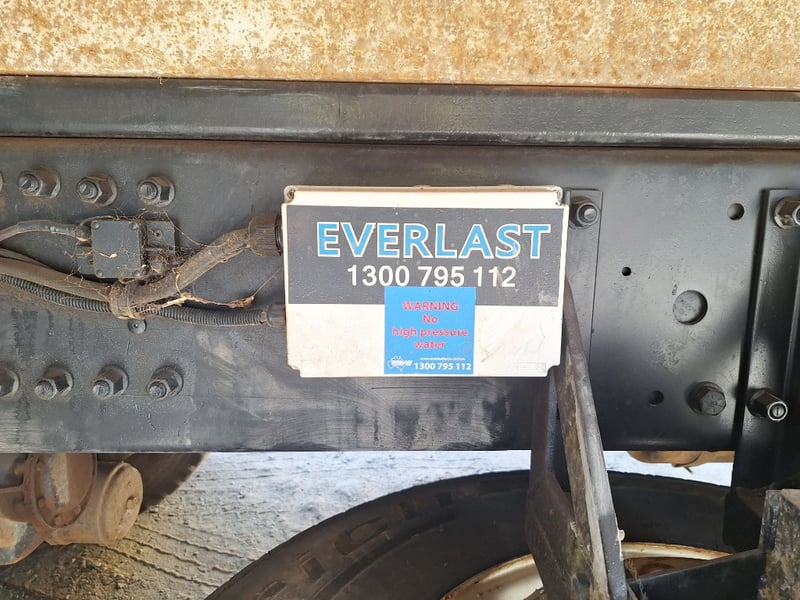 EVERLAST
1300 795 112
WARNING
No
high pressure
water
1300 795 112